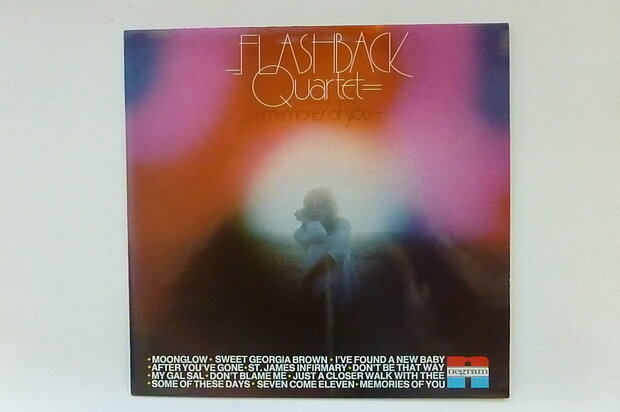 FLASHBACK
Quartet
- memories of you -
• MOONGLOW • SWEET GEORGIA BROWN • I'VE FOUND A NEW BABY
• AFTER YOU'VE GONE • ST. JAMES INFIRMARY • DON'T BE THAT WAY
• MY GAL SAL • DON'T BLAME ME • JUST A CLOSER WALK WITH THEE
• SOME OF THESE DAYS • SEVEN COME ELEVEN • MEMORIES OF YOU
negram